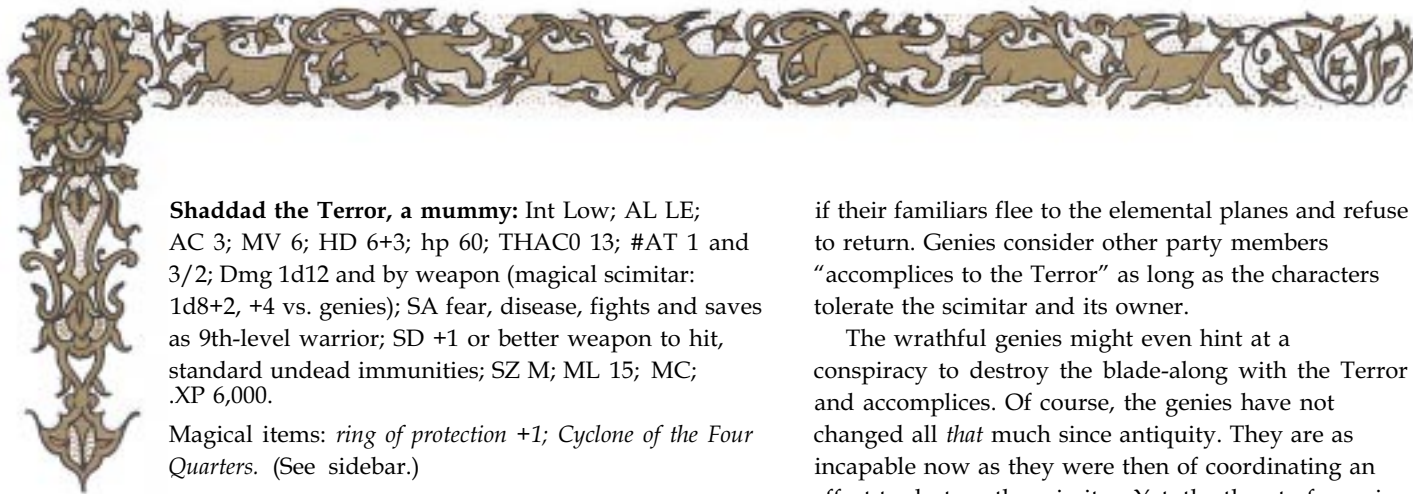 Shaddad the Terror, a mummy: Int Low; AL LE;
AC 3; MV 6; HD 6+3; hp 60; THAC0 13; #AT 1 and
3/2; Dmg 1d12 and by weapon (magical scimitar:
1d8+2, +4 vs. genies); SA fear, disease, fights and saves
as 9th-level warrior; SD +1 or better weapon to hit,
standard undead immunities; SZ M; ML 15; MC;
.XP 6,000.
Magical items: ring of protection +1; Cyclone of the Four
Quarters. (See sidebar.)
if their familiars flee to the elemental planes and refuse
to return. Genies consider other party members
“accomplices to the Terror” as long as the characters
tolerate the scimitar and its owner.
The wrathful genies might even hint at a
conspiracy to destroy the blade-along with the Terror
and accomplices. Of course, the genies have not
changed all that much since antiquity. They are as
incapable now as they were then of coordinating an